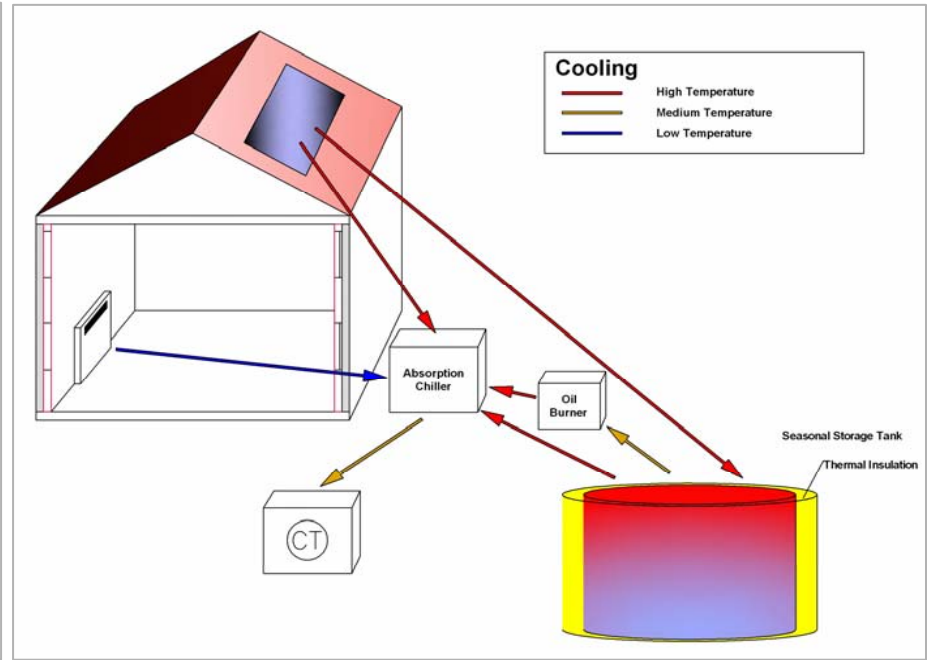 Cooling
High Temperature
Medium Temperature
Low Temperature
Absorption
Chiller
Oil
Burner
Seasonal Storage Tank
Thermal Insulation
CT